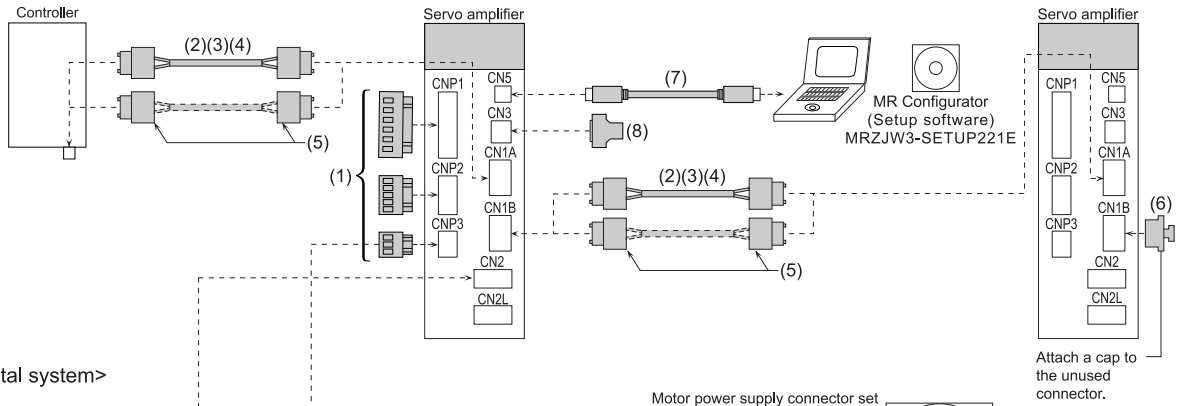 Controller
Servo amplifier
Servo amplifier
(2)(3)(4)
(5)
(1)
CNP1
CNP2
CNP3
CN5
CN3
CN1A
CN1B
CN2
CN2L
(7)
(8)
MR Configurator
(Setup software)
MRZJW3-SETUP221E
(2)(3)(4)
(5)
CNP1
CNP2
CNP3
CN5
CN3
CN1A
CN1B
CN2
CN2L
(6)
Attach a cap to
the unused
connector.
tal system>
Motor power supply connector set